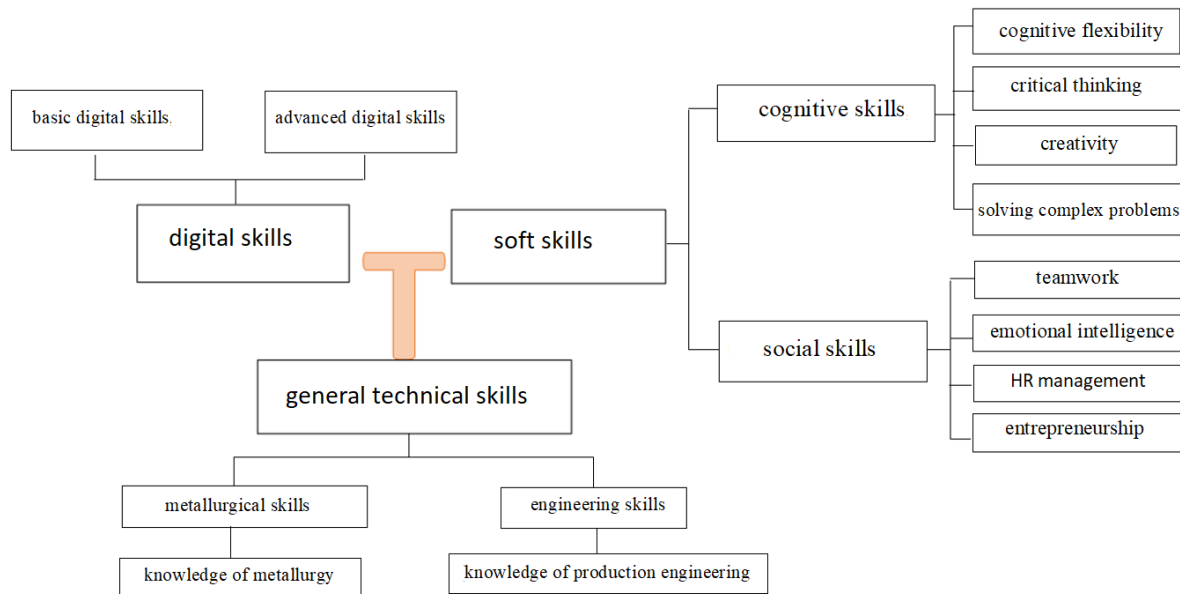 cognitive flexibility
basic digital skills,
advanced digital skills
cognitive skills
critical thinking
creativity
solving complex problems
digital skills
soft skills
teamwork
social skills
emotional intelligence
HR management
entrepreneurship
general technical skills
metallurgical skills
engineering skills
knowledge of metallurgy
knowledge of production engineering